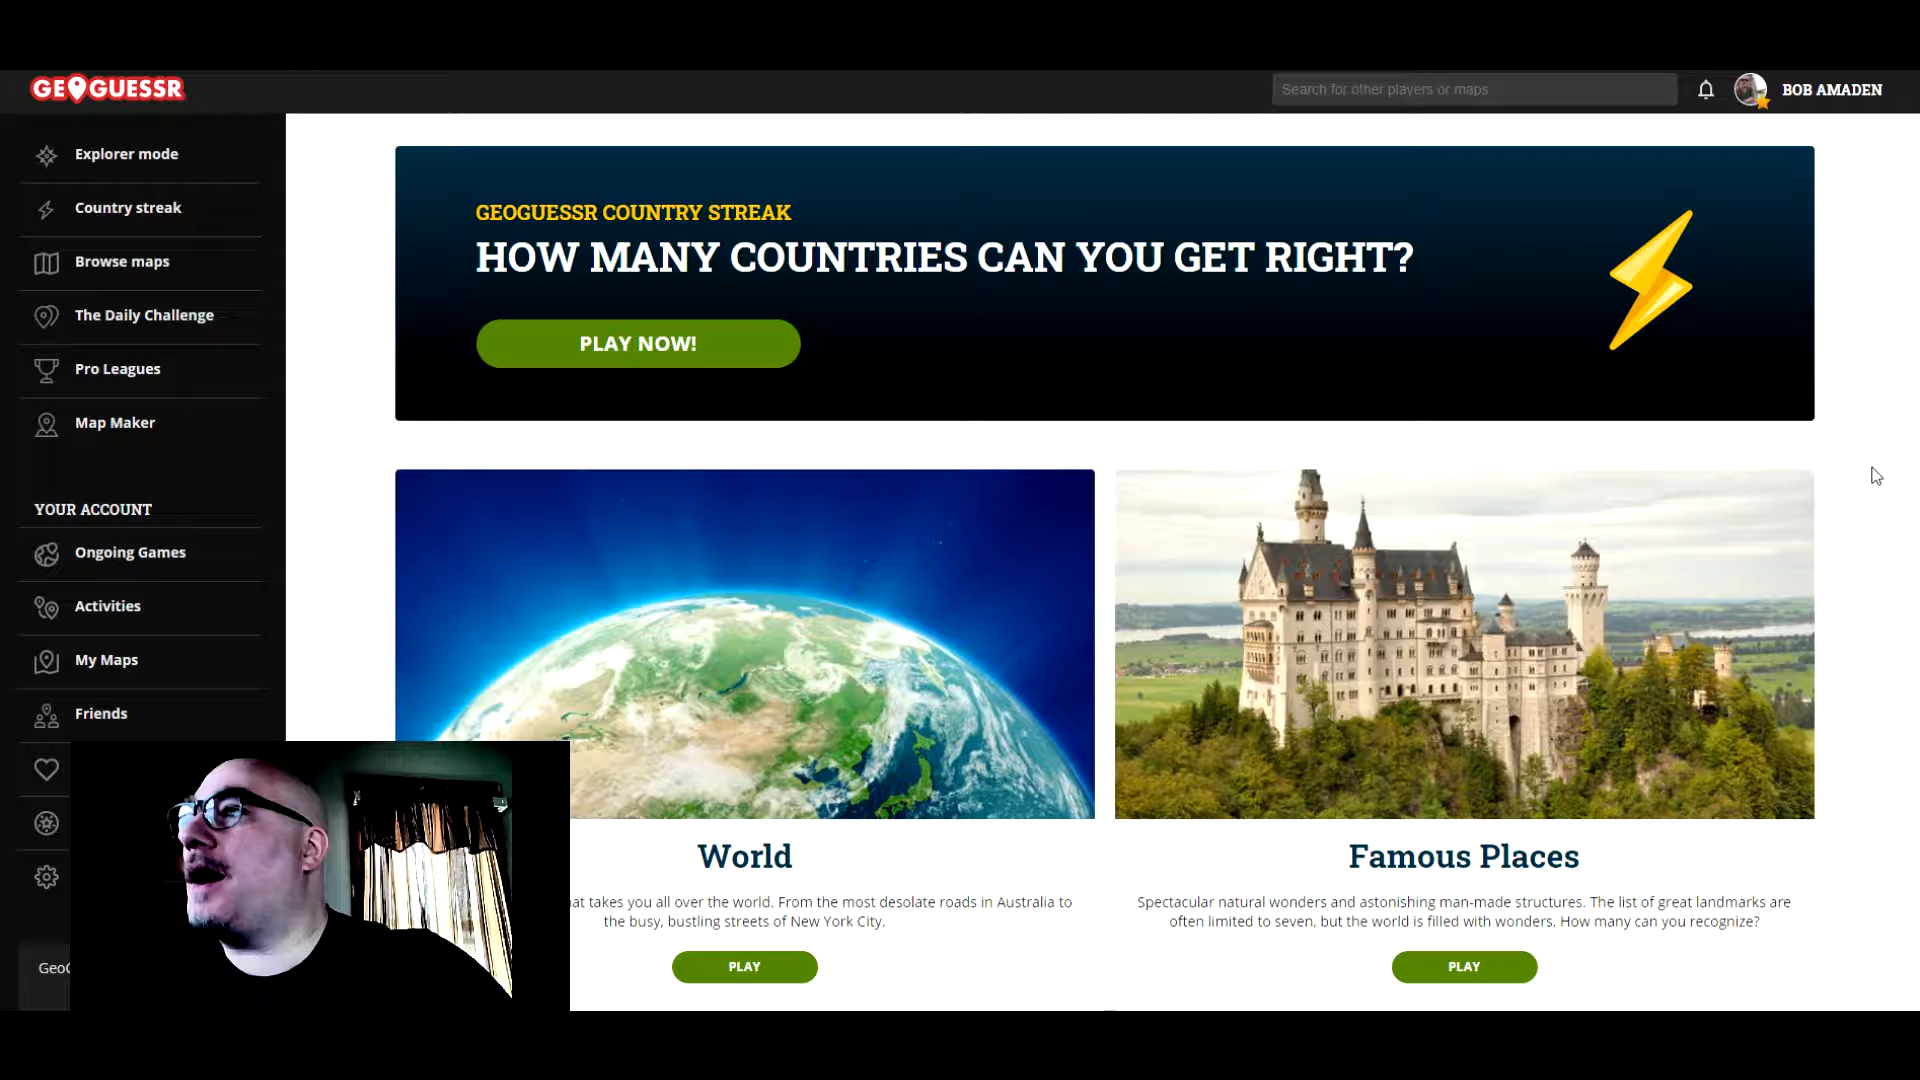 GEOGUESSR
Search for other players or maps
BOB AMADEN
Explorer mode
Country streak
Browse maps
The Daily Challenge
Pro Leagues
Map Maker
YOUR ACCOUNT
Ongoing Games
Activities
My Maps
Friends
GEOGUESSR COUNTRY STREAK
HOW MANY COUNTRIES CAN YOU GET RIGHT?
PLAY NOW!
World
takes you all over the world. From the most desolate roads in Australia to
the busy, bustling streets of New York City.
PLAY
Famous Places
Spectacular natural wonders and astonishing man-made structures. The list of great landmarks are
often limited to seven, but the world is filled with wonders. How many can you recognize?
PLAY